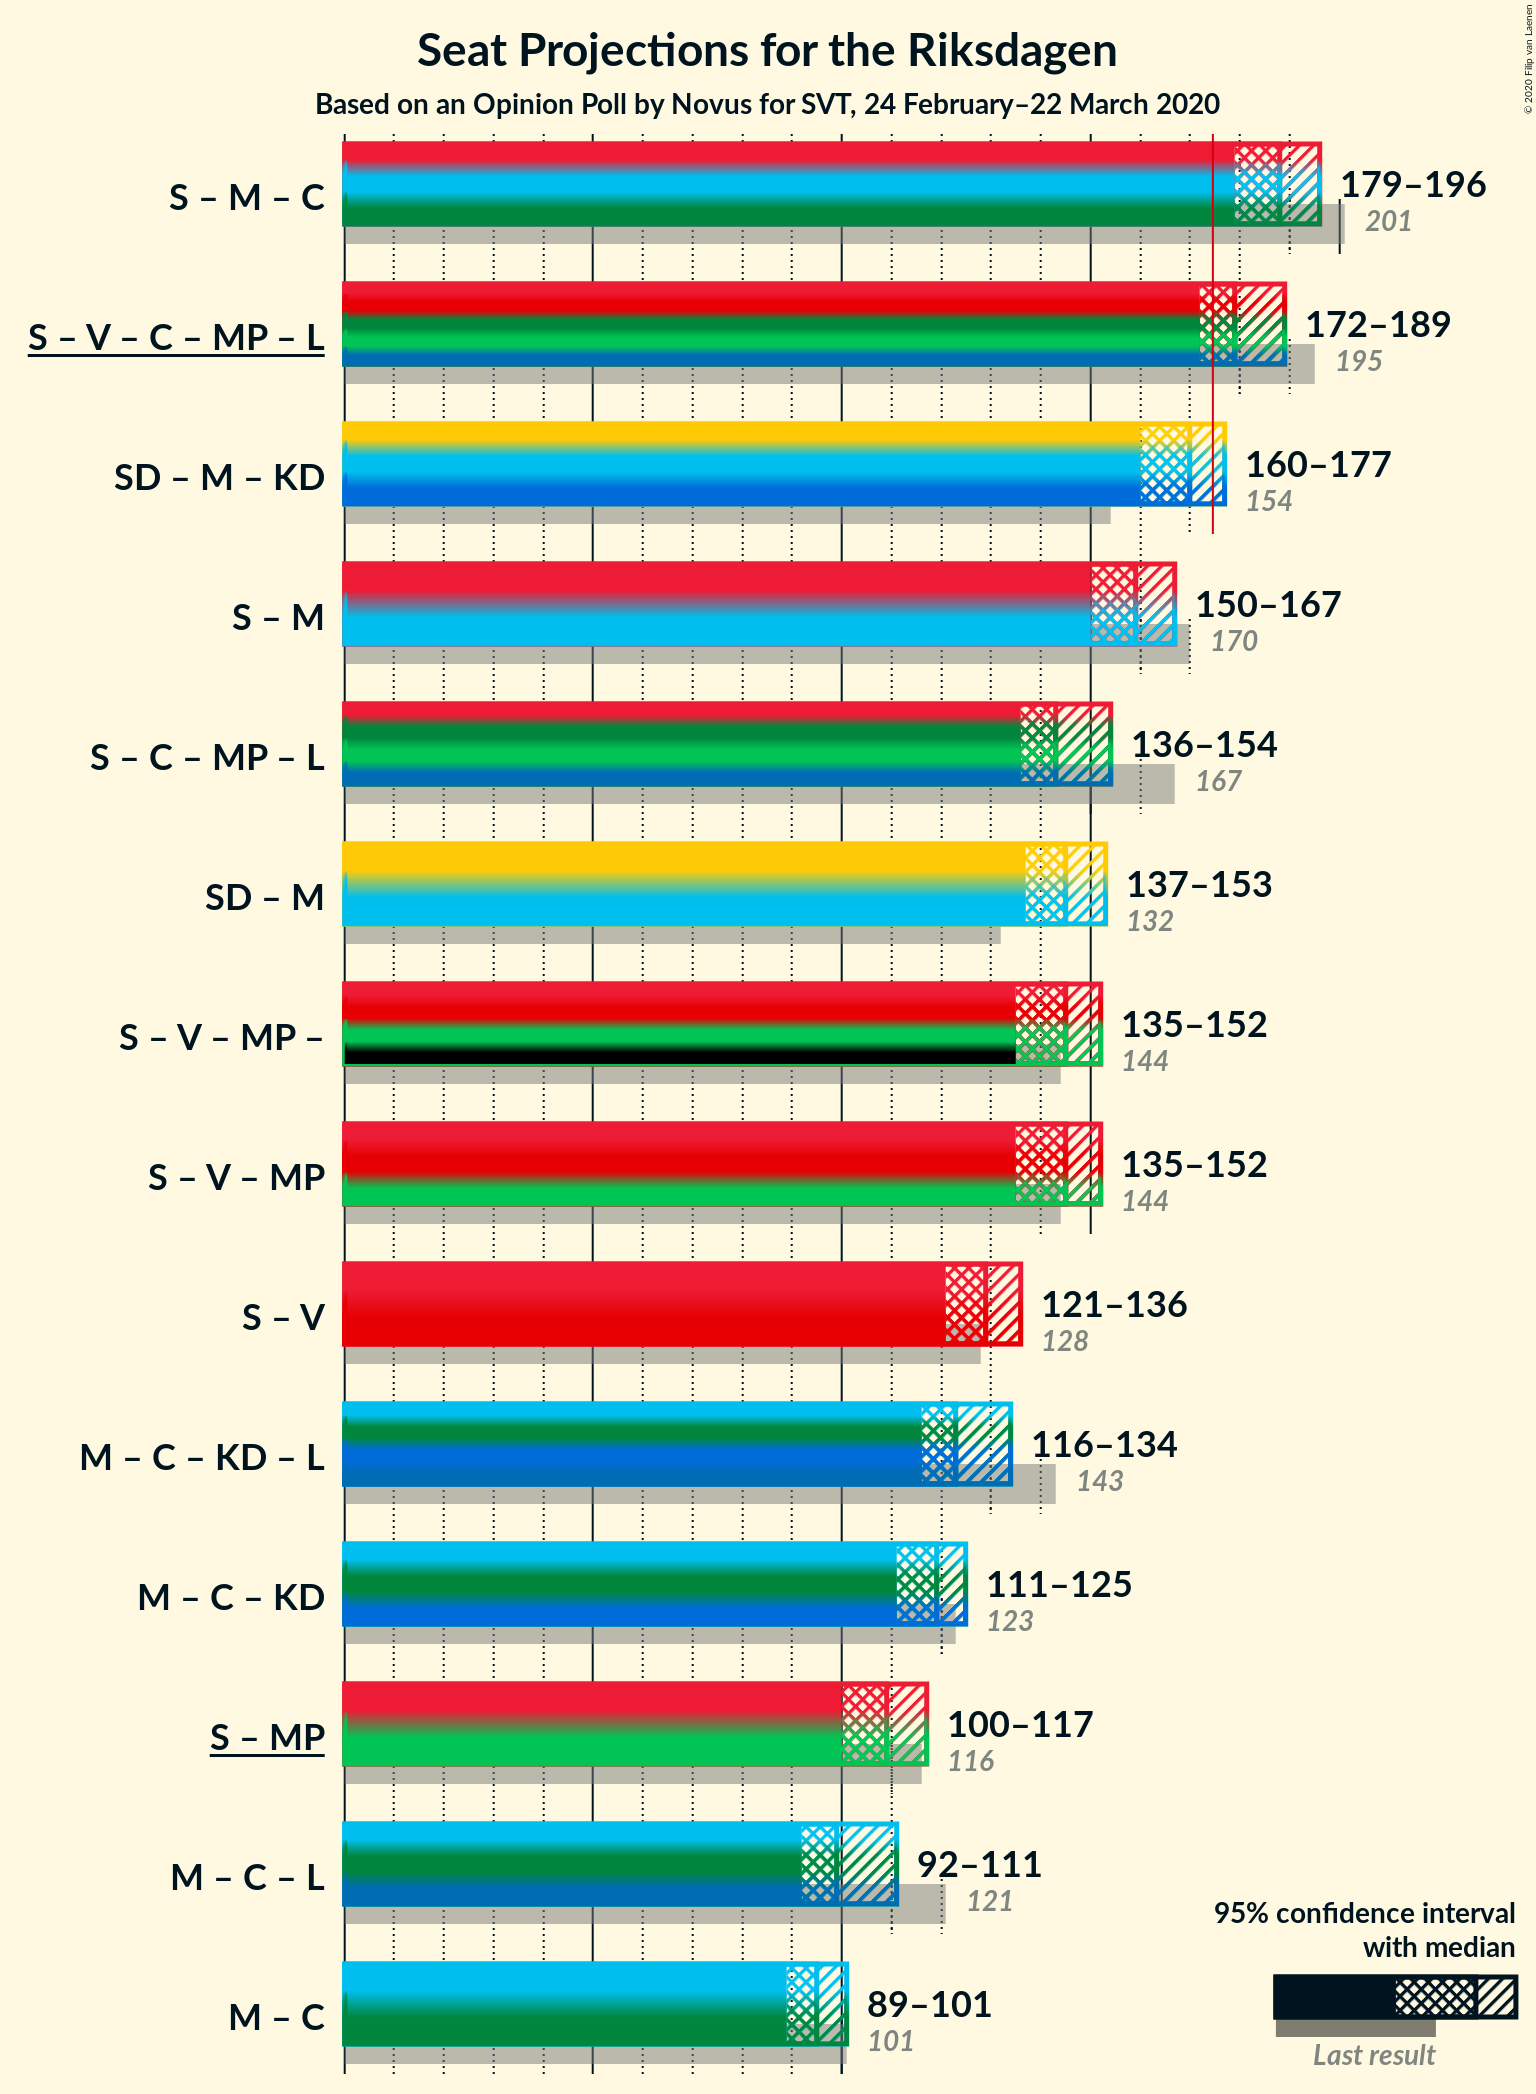 Seat Projections for the Riksdagen
Based on an Opinion Poll by Novus for SVT, 24 February–22 March 2020
© 2020 Filip van Laenen
S – M – C
179–196
201
S – V – C – MP – L
172–189
195
SD – M – KD
160–177
154
S – M
150–167
170
S – C – MP – L
136–154
167
SD – M
137–153
132
S – V – MP –
135–152
144
S – V – MP
135–152
144
S – V
121–136
128
M – C – KD – L
116–134
143
M – C – KD
111–125
123
S – MP
100–117
116
M – C – L
92–111
121
M – C
89–101
101
95% confidence interval
with median
Last result